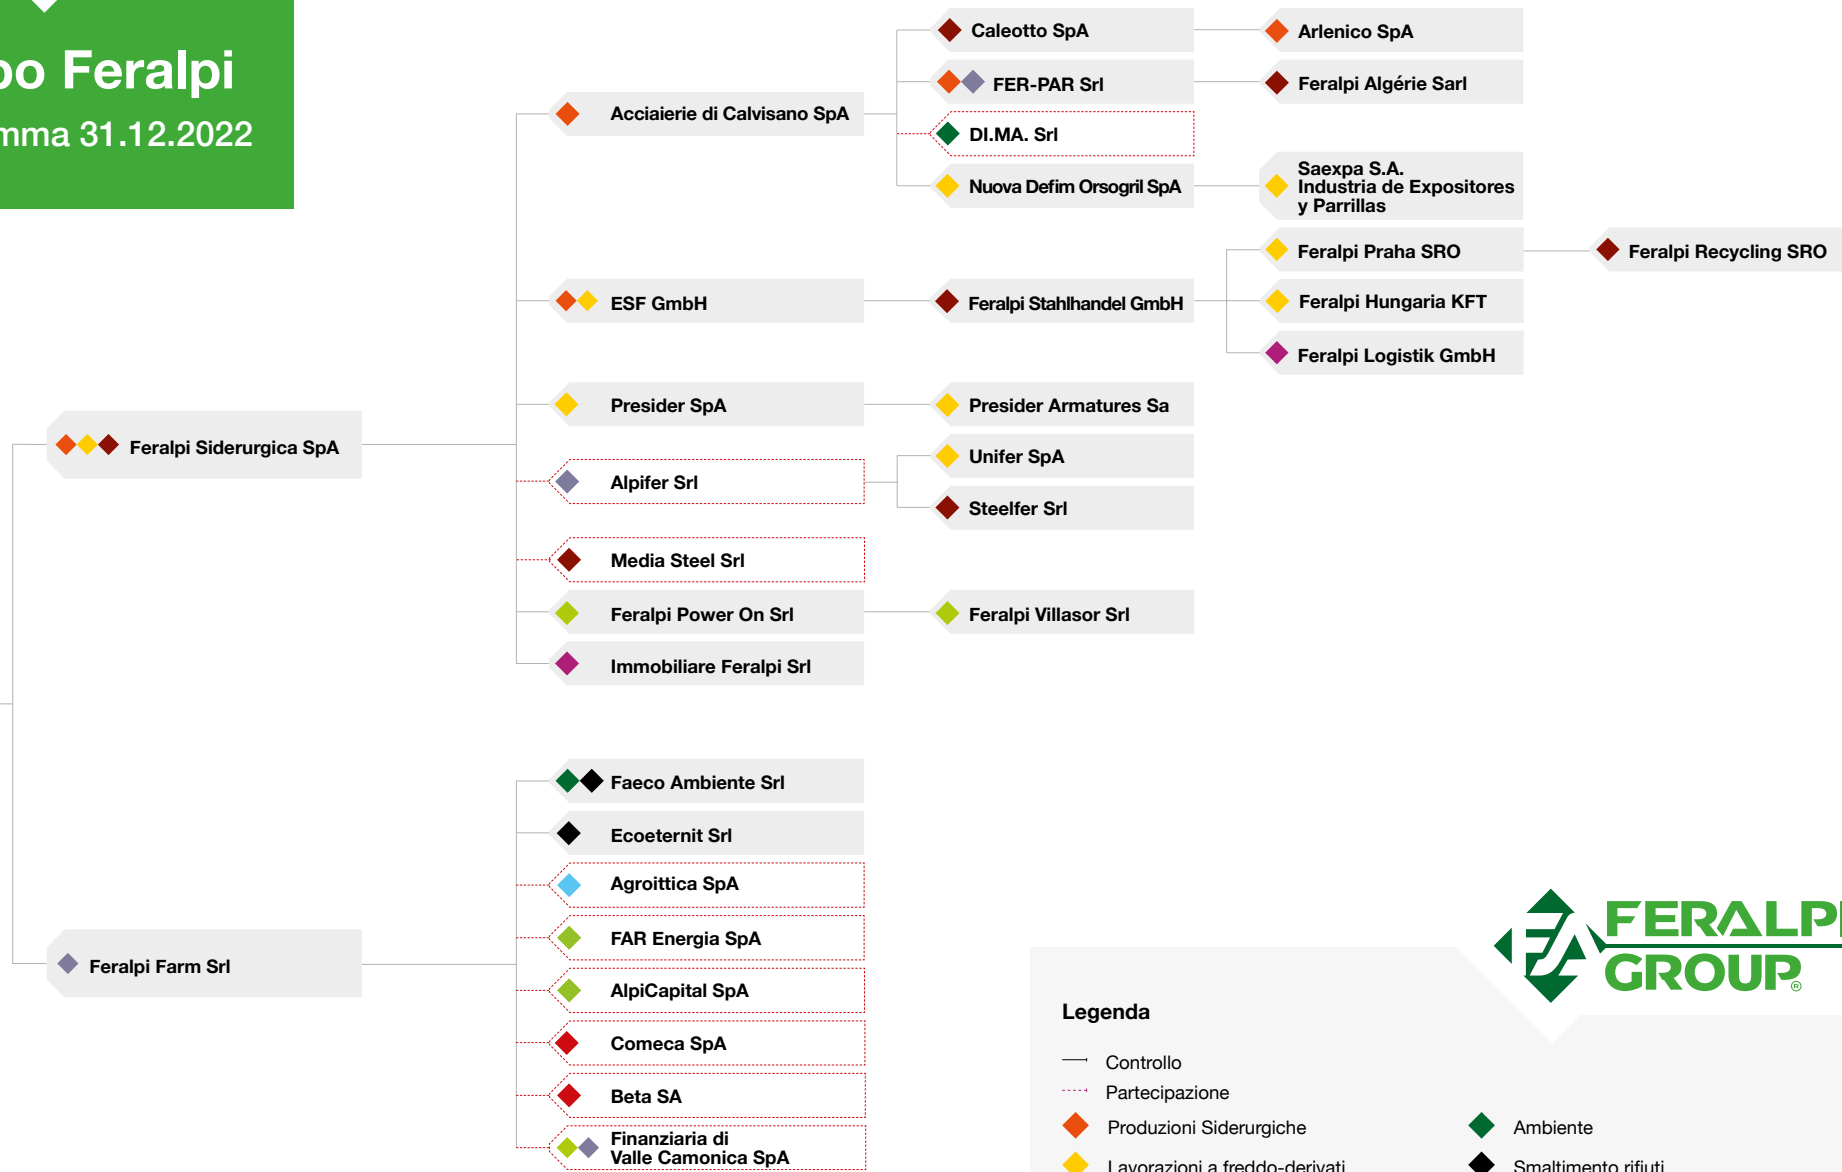 Feralpi
31.12.2022
Feralpi Siderurgica SpA
Feralpi Farm Srl
Acciaierie di Calvisano SpA
ESF GmbH
Presider SpA
Alpifer Srl
Media Steel Srl
Feralpi Power On Srl
Immobiliare Feralpi Srl
Faeco Ambiente Srl
Ecoeternit Srl
Agroittica SpA
FAR Energia SpA
AlpiCapital SpA
Comeca SpA
Beta SA
Finanziaria di
Valle Camonica SpA
Caleotto SpA
FER-PAR Srl
DI.MA. Srl
Nuova Defim Orsogril SpA
Feralpi Stahlhandel GmbH
Presider Armatures Sa
Unifer SpA
Steelfer Srl
Feralpi Villasor Srl
Arlenico SpA
Feralpi Algérie Sarl
Saexpa S.A.
Industria de Expositores
y Parrillas
Feralpi Praha SRO
Feralpi Hungaria KFT
Feralpi Logistik GmbH
Feralpi Recycling SRO
FERALPI
GROUP®
Legenda
Controllo
Partecipazione
Produzioni Siderurgiche
Lavorazioni a freddo-derivati
Ambiente
Smaltimento rifiuti